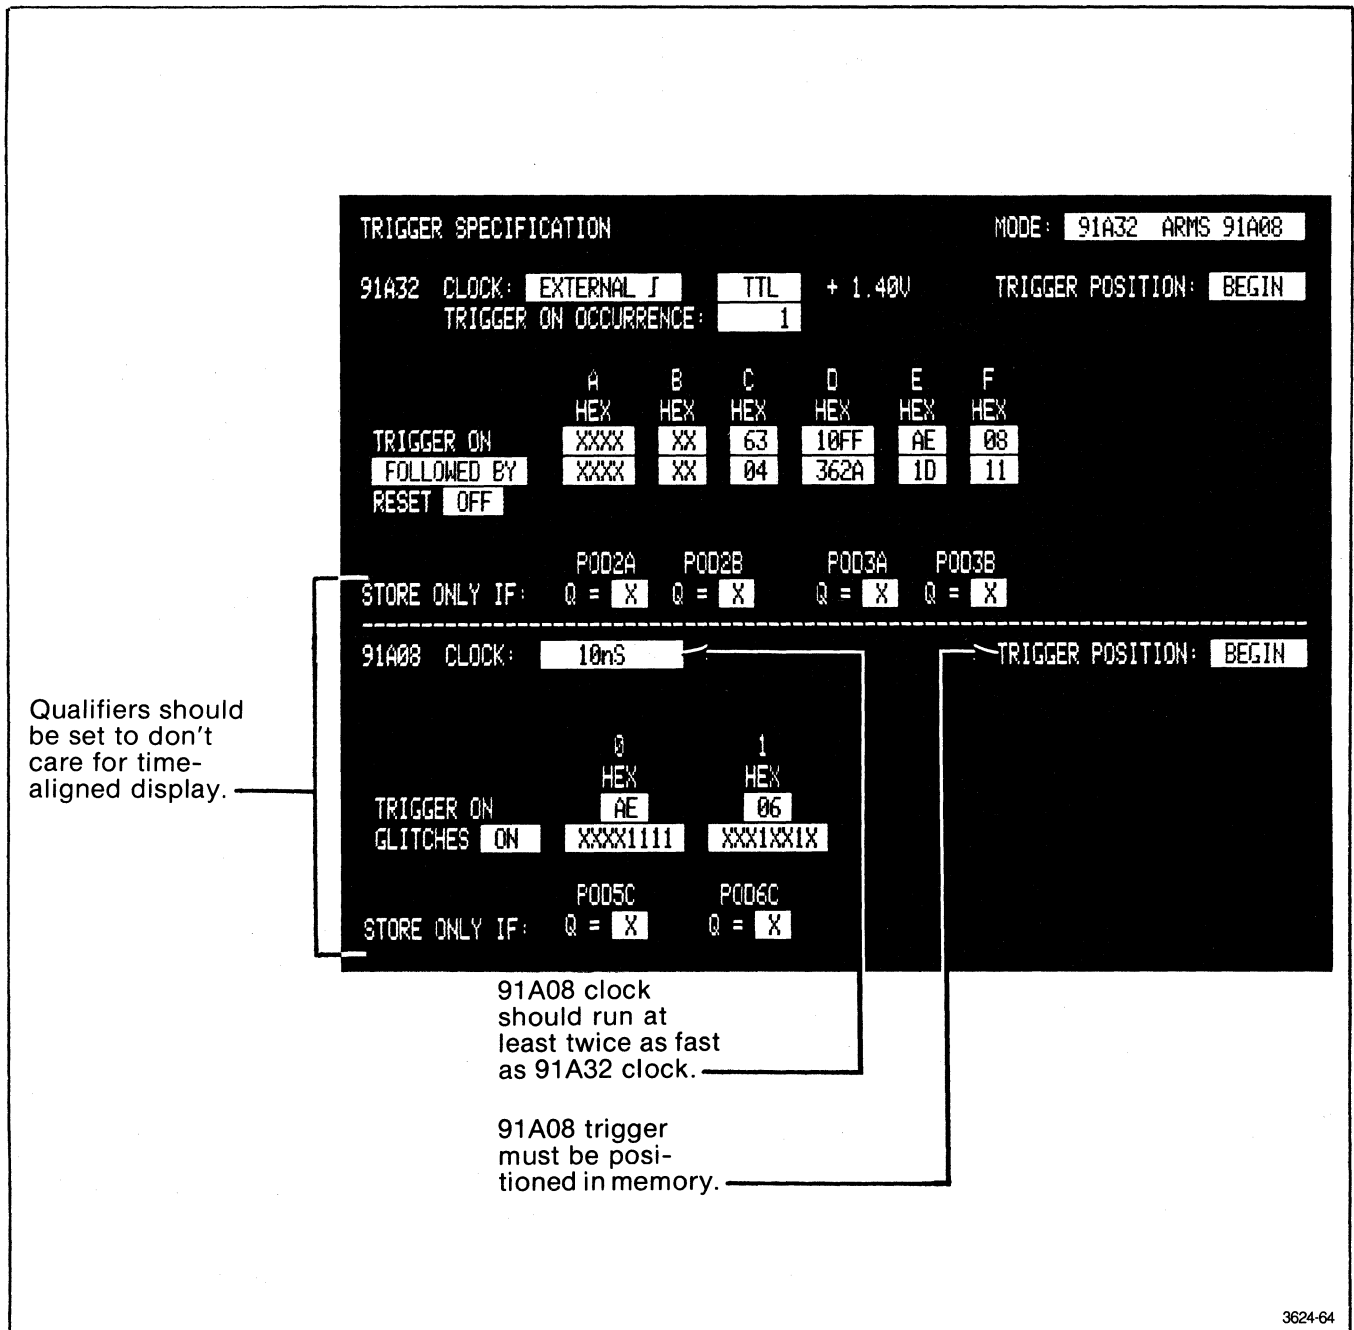 TRIGGER SPECIFICATION MODE: 91A32 ARMS 91A08
91A32 CLOCK: EXTERNAL ʃ TTL + 1.40V TRIGGER POSITION: BEGIN
TRIGGER ON OCCURRENCE: 1
A B C D E F
HEX HEX HEX HEX HEX HEX
TRIGGER ON XXXX XX 63 10FF AE 08
FOLLOWED BY XXXX XX 04 362A 1D 11
RESET OFF
POD2A POD2B POD3A POD3B
STORE ONLY IF: Q = X Q = X Q = X Q = X
91A08 CLOCK: 10nS TRIGGER POSITION: BEGIN
0 1
HEX HEX
TRIGGER ON AE 06
GLITCHES ON XXXX1111 XXX1XX1X
POD5C POD6C
STORE ONLY IF: Q = X Q = X
Qualifiers should
be set to don't
care for time-
aligned display.
91A08 clock
should run at
least twice as fast
as 91A32 clock.
91A08 trigger
must be posi-
tioned in memory.
3624-64